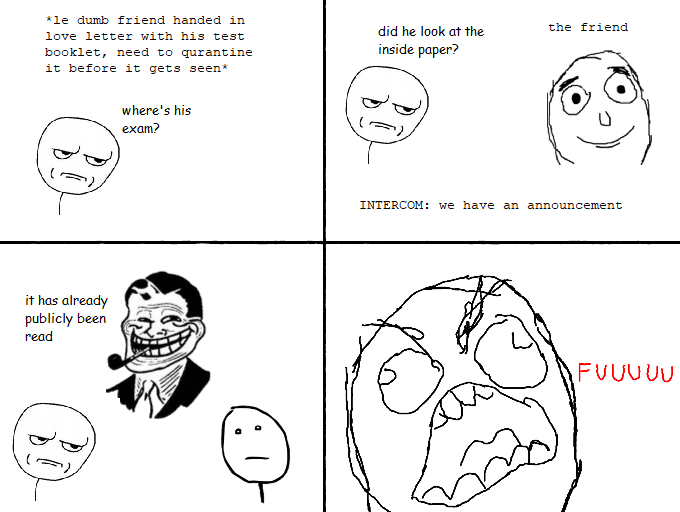 *le dumb friend handed in
love letter with his test
booklet, need to qurantine
it before it gets seen*
where's his
exam?
did he look at the
inside paper?
the friend
INTERCOM: we have an announcement
it has already
publicly been
read
FUUUUU